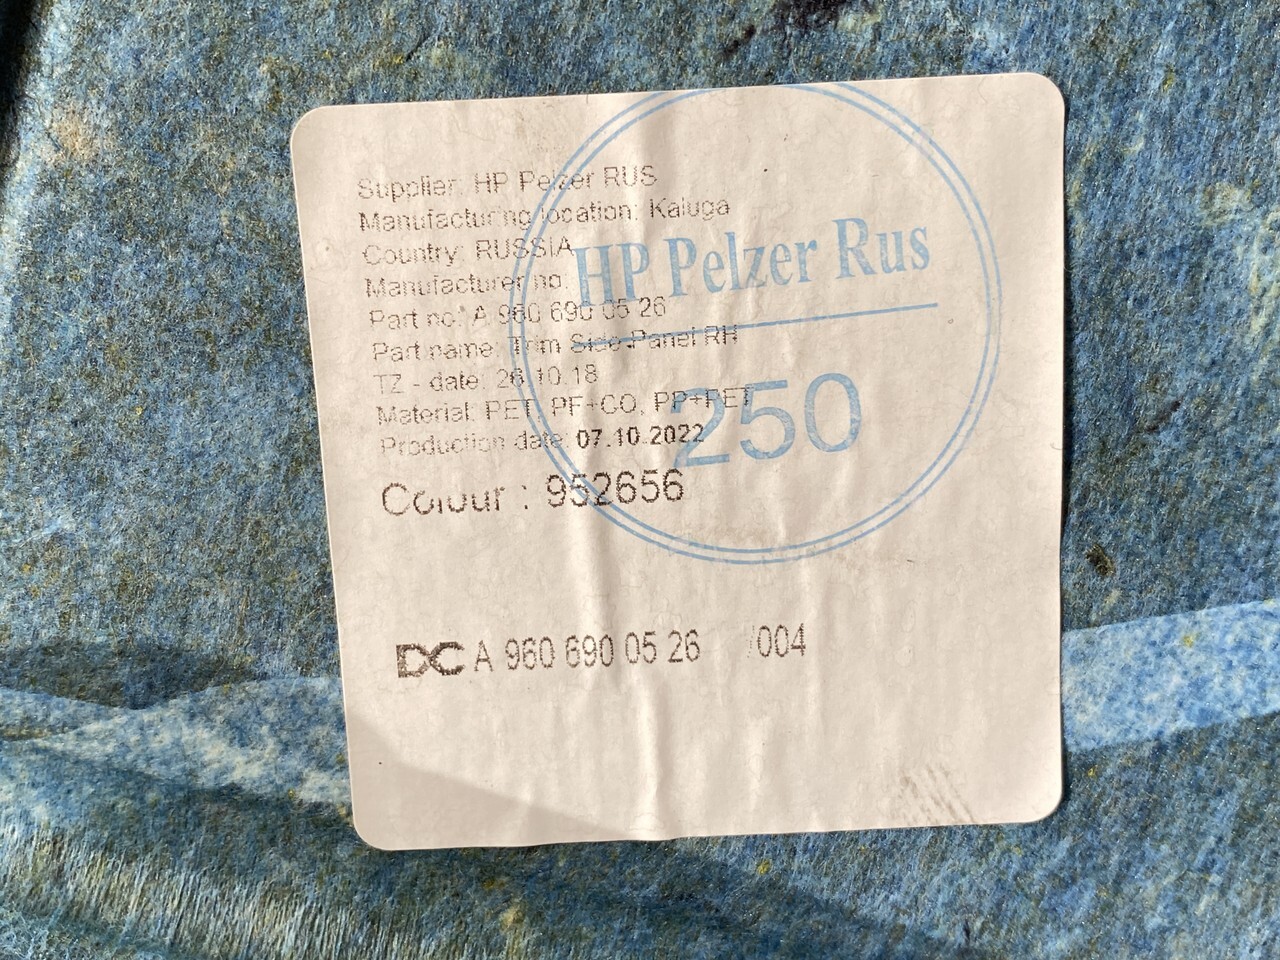 Supplier: HP Pelzer RUS
Manufacturing location: Kaluga
Country: RUSSIA
Manufacturer no:
Part no.: A 960 690 05 26
Part name: Trim Side Panel RH
TZ - date: 26.10.18
Material: PET, PF+CO, PP+PET
Production date: 07.10.2022
Colour : 952656
HP Pelzer Rus
250
DC A 960 690 05 26 /004